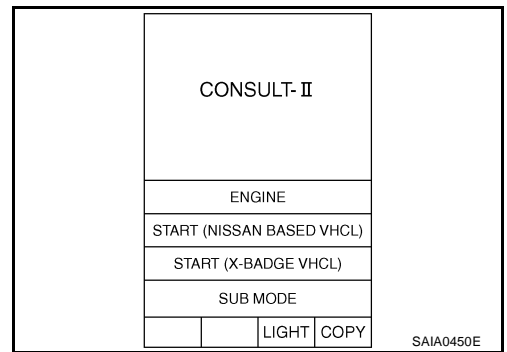 CONSULT-II
ENGINE
START (NISSAN BASED VHCL)
START (X-BADGE VHCL)
SUB MODE
LIGHT COPY
SAIA0450E